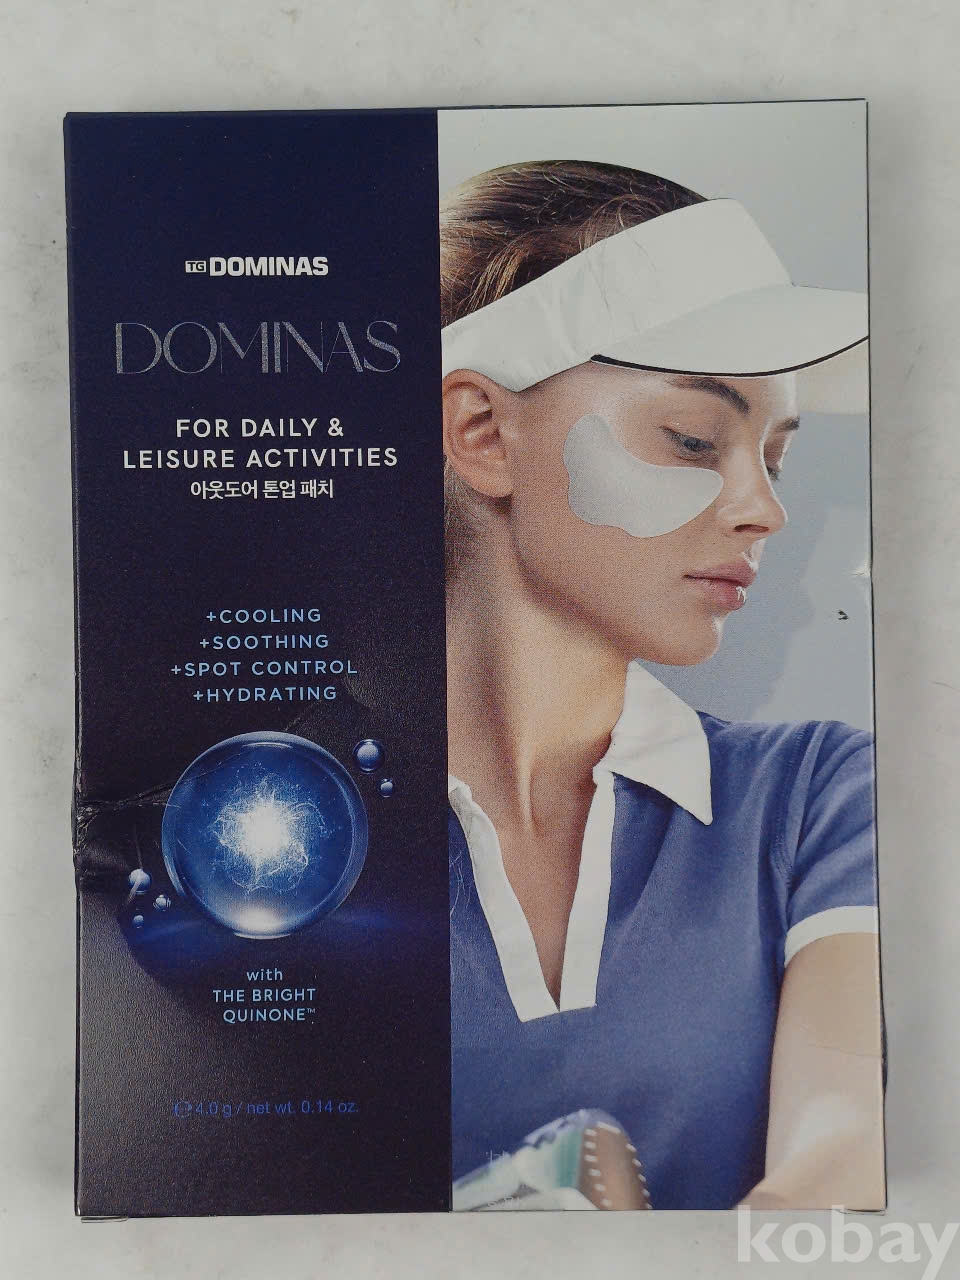 TG DOMINAS
DOMINAS
FOR DAILY &
LEISURE ACTIVITIES
아웃도어 톤업 패치
+COOLING
+SOOTHING
+SPOT CONTROL
+HYDRATING
with
THE BRIGHT
QUINONE™
℮ 4.0 g / net wt. 0.14 oz.
kobay